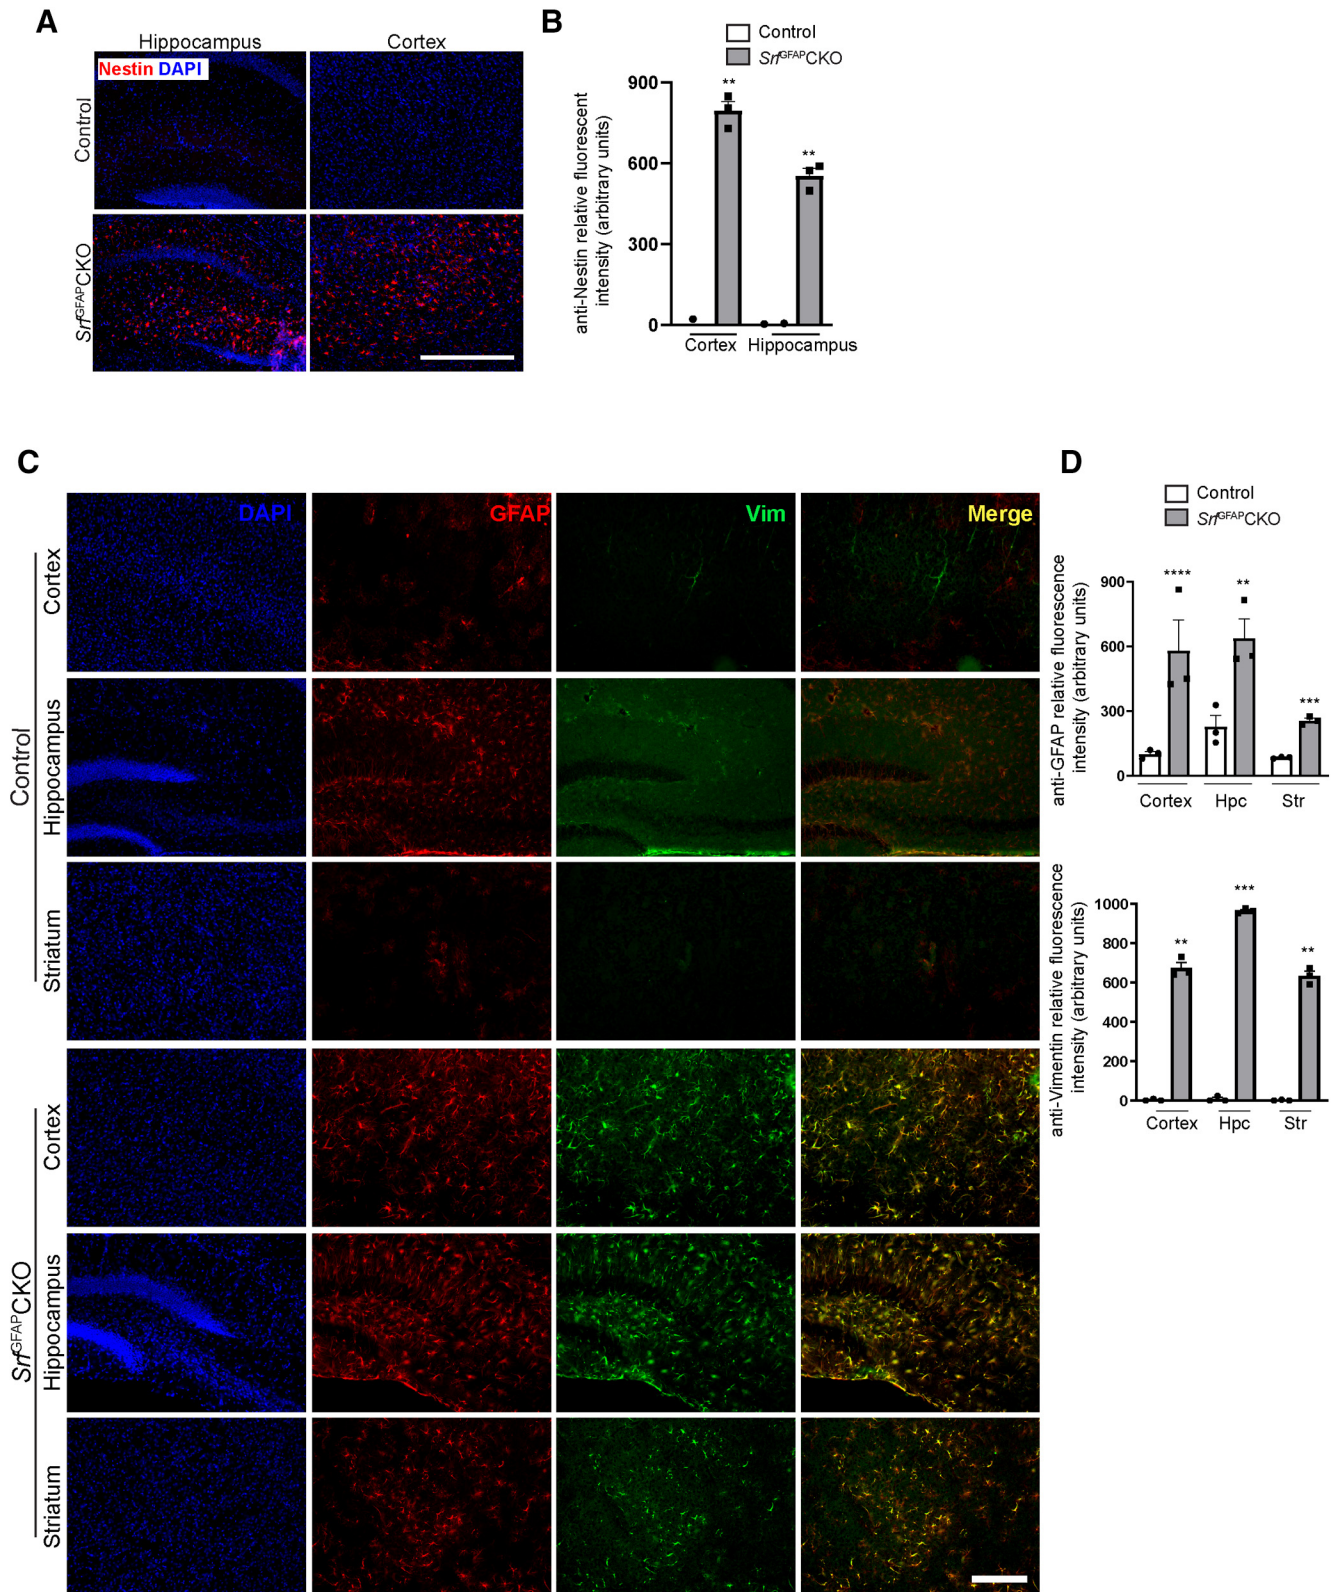 A
Hippocampus
Cortex
Nestin DAPI
Control
SrfGFAPCKO
B
Control
SrfGFAPCKO
anti-Nestin relative fluorescent
intensity (arbitrary units)
900
600
300
0
**
**
Cortex
Hippocampus
C
DAPI
GFAP
Vim
Merge
Control
Cortex
Hippocampus
Striatum
SrfGFAPCKO
Cortex
Hippocampus
Striatum
D
Control
SrfGFAPCKO
anti-GFAP relative fluorescence
intensity (arbitrary units)
900
600
300
0
****
**
***
Cortex
Hpc
Str
anti-Vimentin relative fluorescence
intensity (arbitrary units)
1000
800
600
400
200
0
**
***
**
Cortex
Hpc
Str